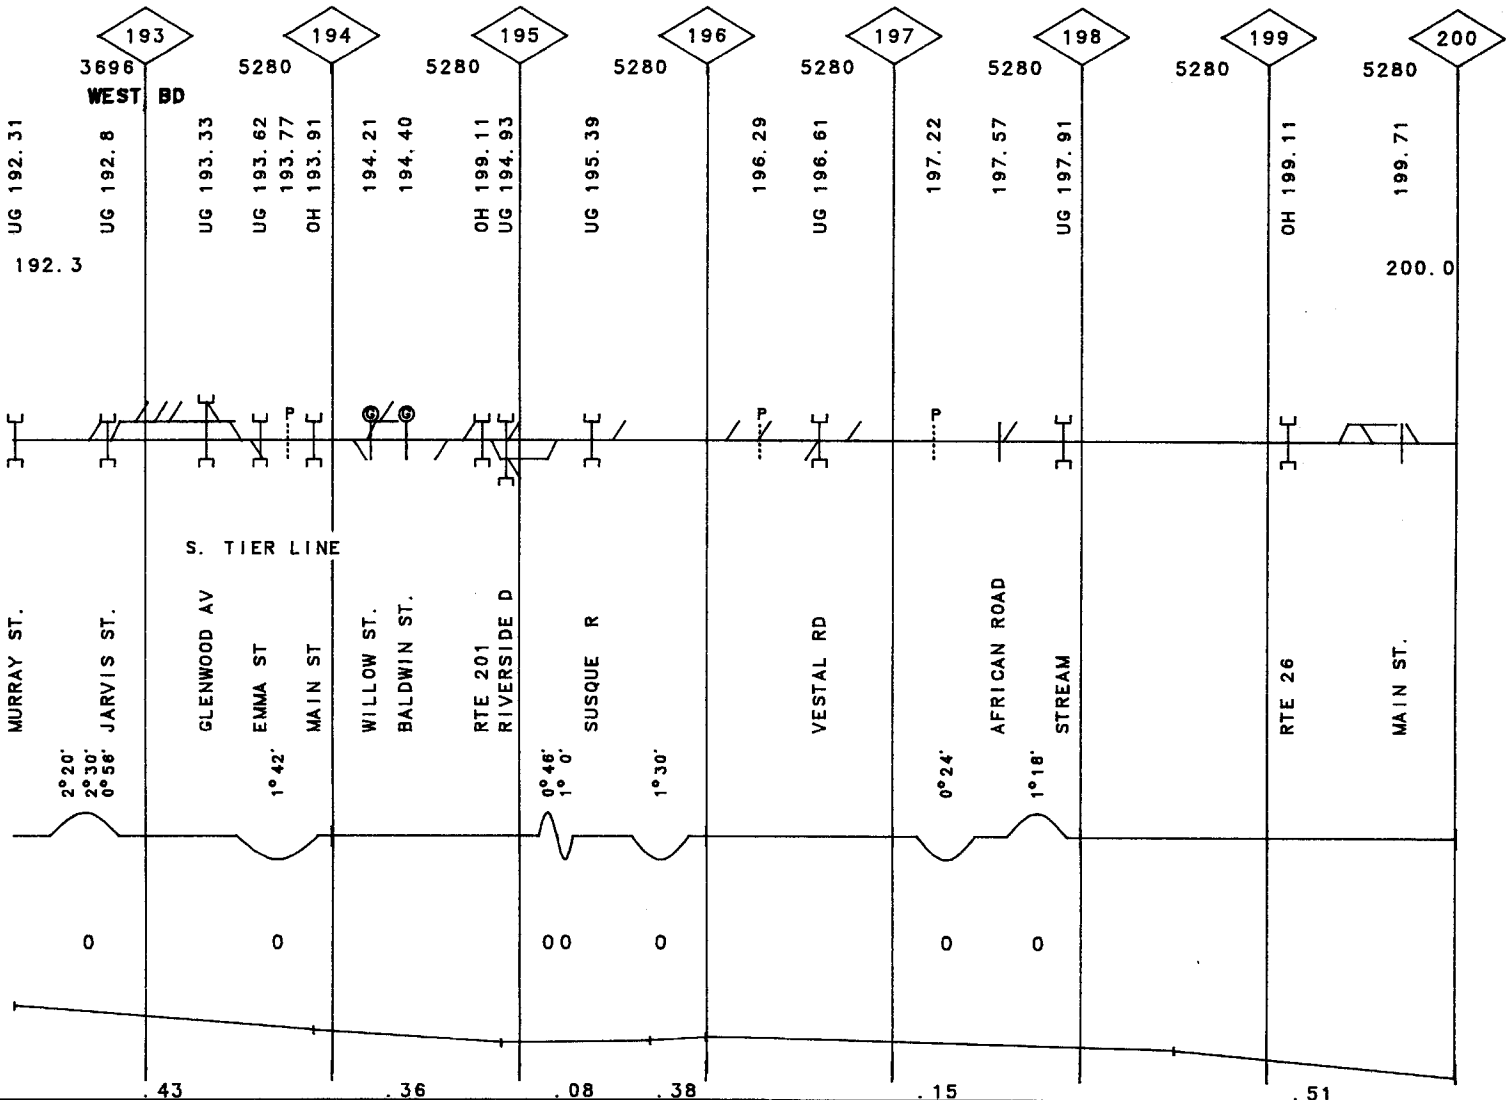 193 194 195 196 197 198 199 200
3696 5280 5280 5280 5280 5280 5280 5280
WEST BD
UG 192.31
UG 192.8
UG 193.33
UG 193.62
193.77
OH 193.91
194.21
194.40
OH 199.11
UG 194.93
UG 195.39
196.29
UG 196.61
197.22
197.57
UG 197.91
OH 199.11
199.71
192.3 200.0
P G G P P
S. TIER LINE
MURRAY ST.
JARVIS ST.
GLENWOOD AV
EMMA ST
MAIN ST
WILLOW ST.
BALDWIN ST.
RTE 201
RIVERSIDE D
SUSQUE R
VESTAL RD
AFRICAN ROAD
STREAM
RTE 26
MAIN ST.
2°20'
2°30'
0°56'
1°42'
0°46'
1° 0'
1°30'
0°24'
1°18'
0 0 0 0 0 0 0
.43 .36 .08 .38 .15 .51